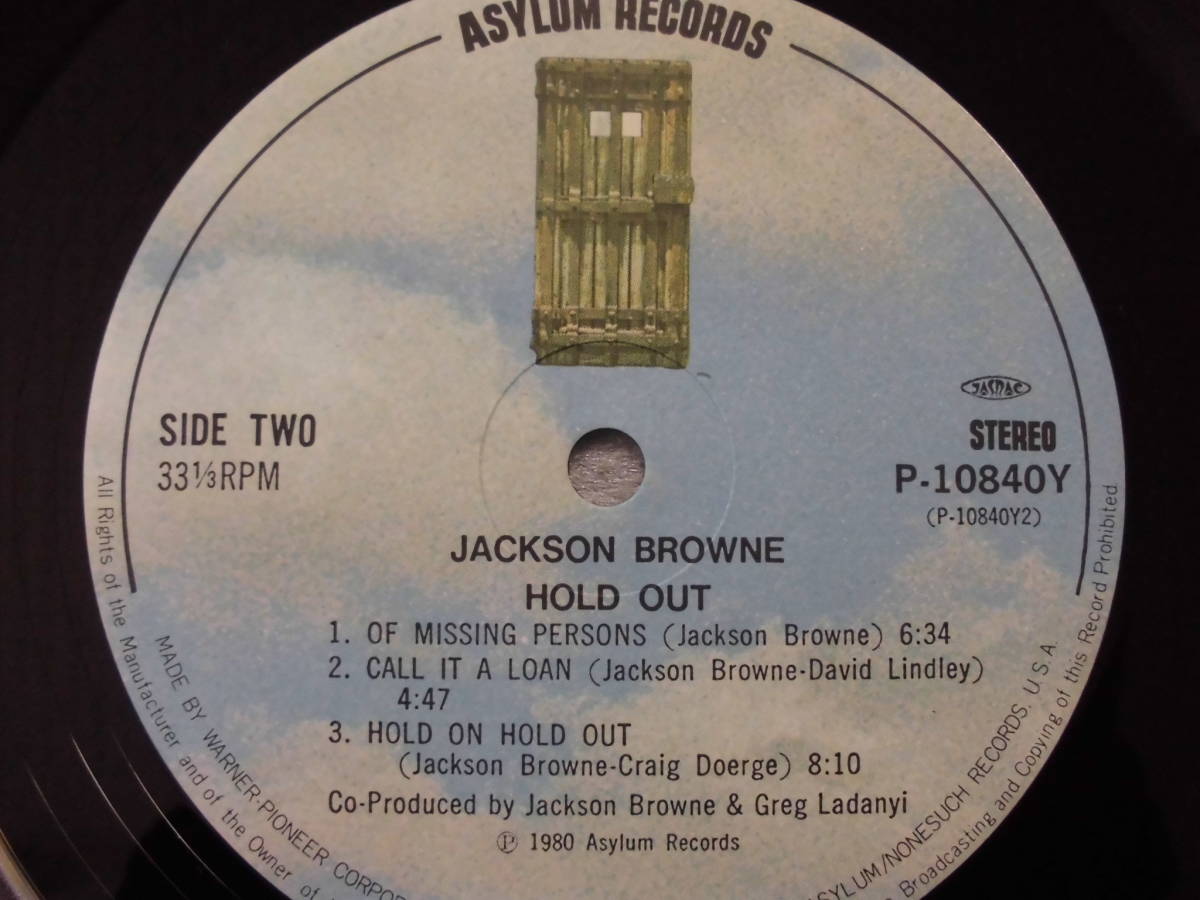 ASYLUM RECORDS
JASRAC
SIDE TWO
33⅓RPM
STEREO
P-10840Y
(P-10840Y2)
JACKSON BROWNE
HOLD OUT
1. OF MISSING PERSONS (Jackson Browne) 6:34
2. CALL IT A LOAN (Jackson Browne-David Lindley)
4:47
3. HOLD ON HOLD OUT
(Jackson Browne-Craig Doerge) 8:10
Co-Produced by Jackson Browne & Greg Ladanyi
Ⓟ 1980 Asylum Records
All Rights of the Manufacturer and of the Owner of
MADE BY WARNER-PIONEER
ASYLUM/NONESUCH RECORDS, U.S.A.
Broadcasting and Copying of this Record Prohibited